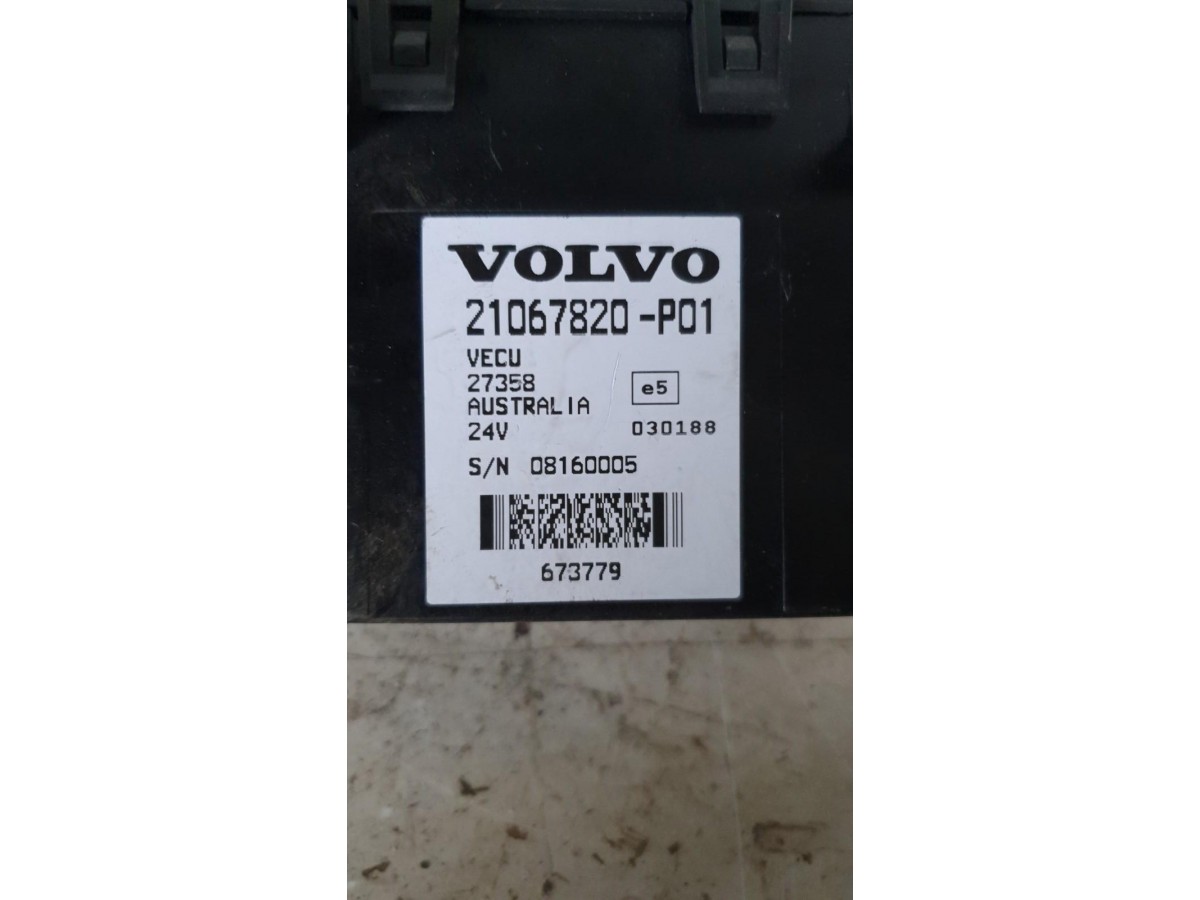 VOLVO
21067820-P01
VECU
27358
e5
AUSTRALIA
24V 030188
S/N 08160005
673779